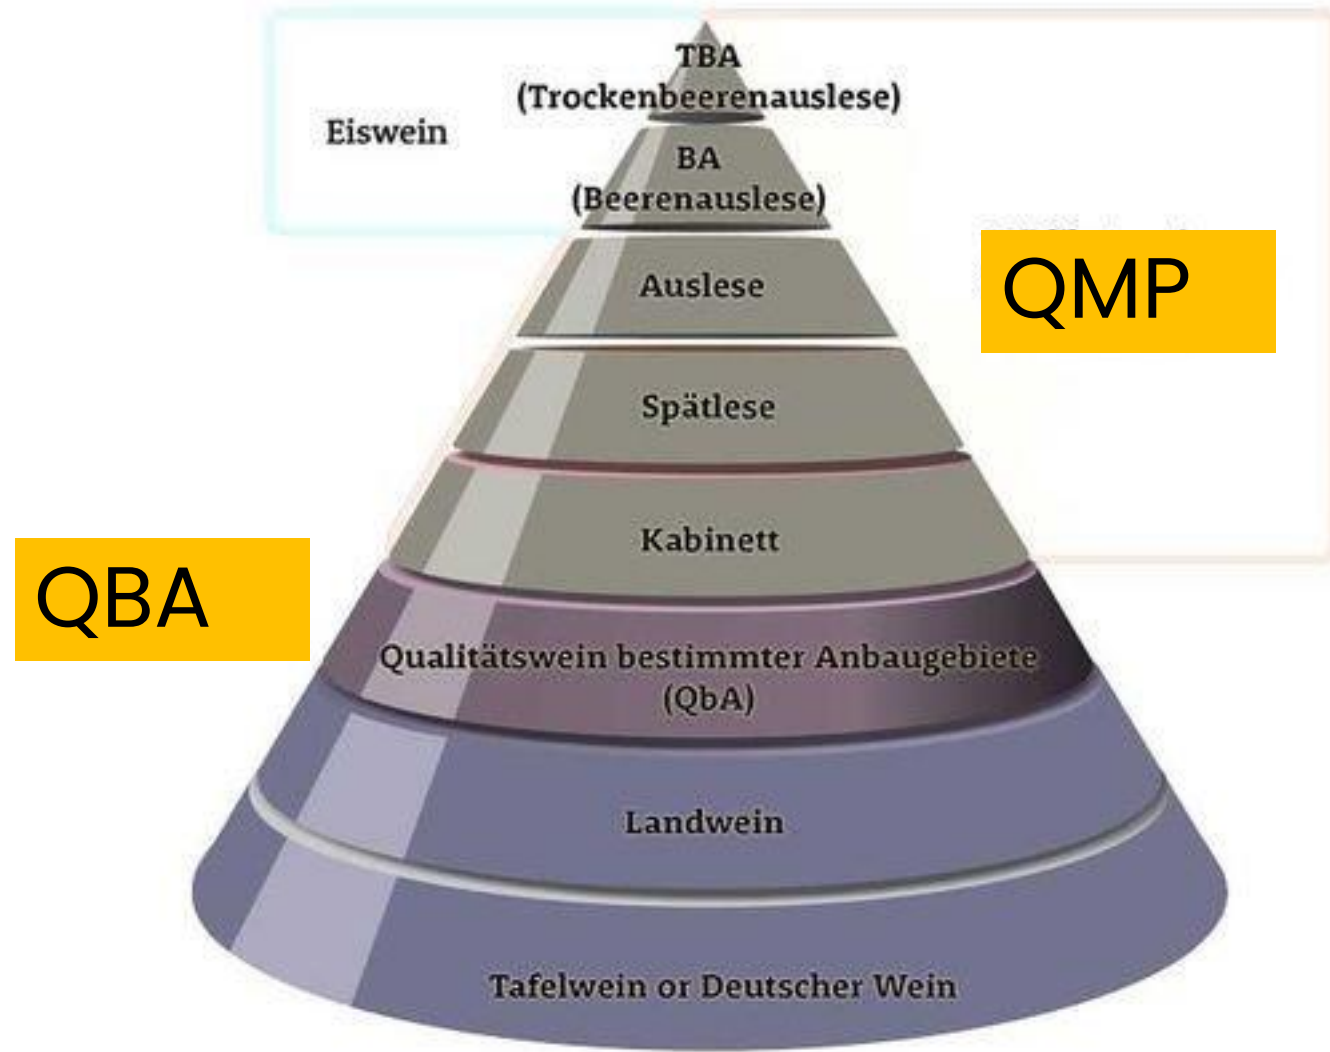 TBA
(Trockenbeerenauslese)
Eiswein
BA
(Beerenauslese)
Auslese
QMP
Spätlese
Kabinett
QBA
Qualitätswein bestimmter Anbaugebiete
(QbA)
Landwein
Tafelwein or Deutscher Wein